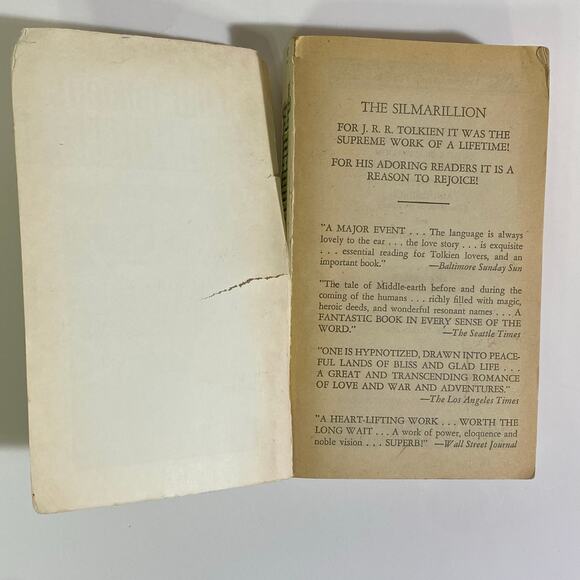 THE SILMARILLION
FOR J. R. R. TOLKIEN IT WAS THE
SUPREME WORK OF A LIFETIME!
FOR HIS ADORING READERS IT IS A
REASON TO REJOICE!
"A MAJOR EVENT . . . The language is always
lovely to the ear . . . the love story . . . is exquisite
. . . essential reading for Tolkien lovers, and an
important book." —Baltimore Sunday Sun
"The tale of Middle-earth before and during the
coming of the humans . . . richly filled with magic,
heroic deeds, and wonderful resonant names . . . A
FANTASTIC BOOK IN EVERY SENSE OF THE
WORD." —The Seattle Times
"ONE IS HYPNOTIZED, DRAWN INTO PEACE-
FUL LANDS OF BLISS AND GLAD LIFE . . .
A GREAT AND TRANSCENDING ROMANCE
OF LOVE AND WAR AND ADVENTURES."
—The Los Angeles Times
"A HEART-LIFTING WORK . . . WORTH THE
LONG WAIT . . . A work of power, eloquence and
noble vision . . . SUPERB!" —Wall Street Journal